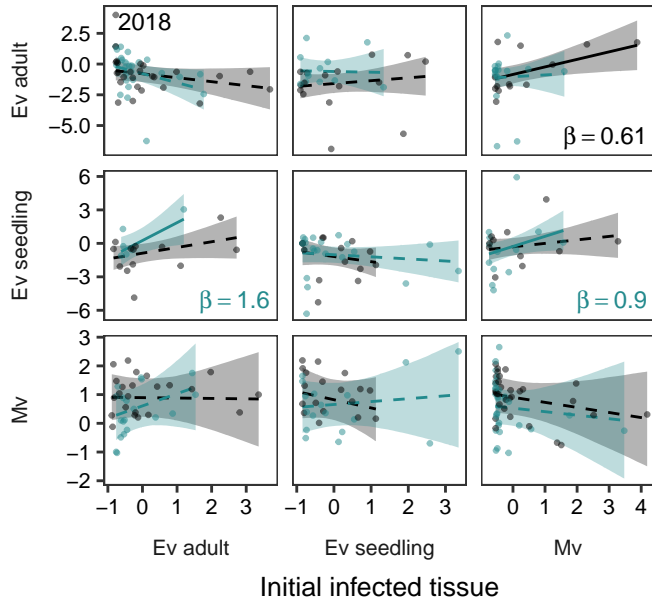 2018
Ev adult
2.5
0.0
−2.5
−5.0
β = 0.61
Ev seedling
6
3
0
−3
−6
β = 1.6
β = 0.9
Mv
3
2
1
0
−1
−2
−1 0 1 2 3
−1 0 1 2 3
0 1 2 3 4
Ev adult Ev seedling Mv
Initial infected tissue